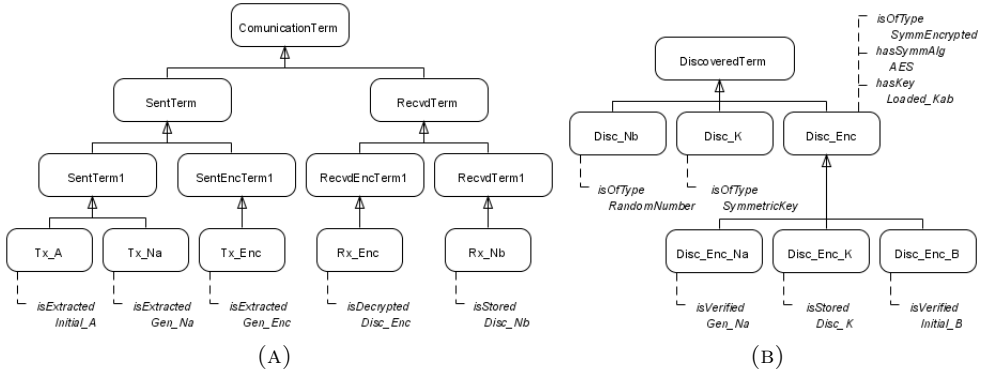 ComunicationTerm
SentTerm
RecvdTerm
SentTerm1
SentEncTerm1
RecvdEncTerm1
RecvdTerm1
Tx_A
Tx_Na
Tx_Enc
Rx_Enc
Rx_Nb
isExtracted
Initial_A
isExtracted
Gen_Na
isExtracted
Gen_Enc
isDecrypted
Disc_Enc
isStored
Disc_Nb
(A)
isOfType
SymmEncrypted
hasSymmAlg
AES
hasKey
Loaded_Kab
DiscoveredTerm
Disc_Nb
Disc_K
Disc_Enc
isOfType
RandomNumber
isOfType
SymmetricKey
Disc_Enc_Na
Disc_Enc_K
Disc_Enc_B
isVerified
Gen_Na
isStored
Disc_K
isVerified
Initial_B
(B)